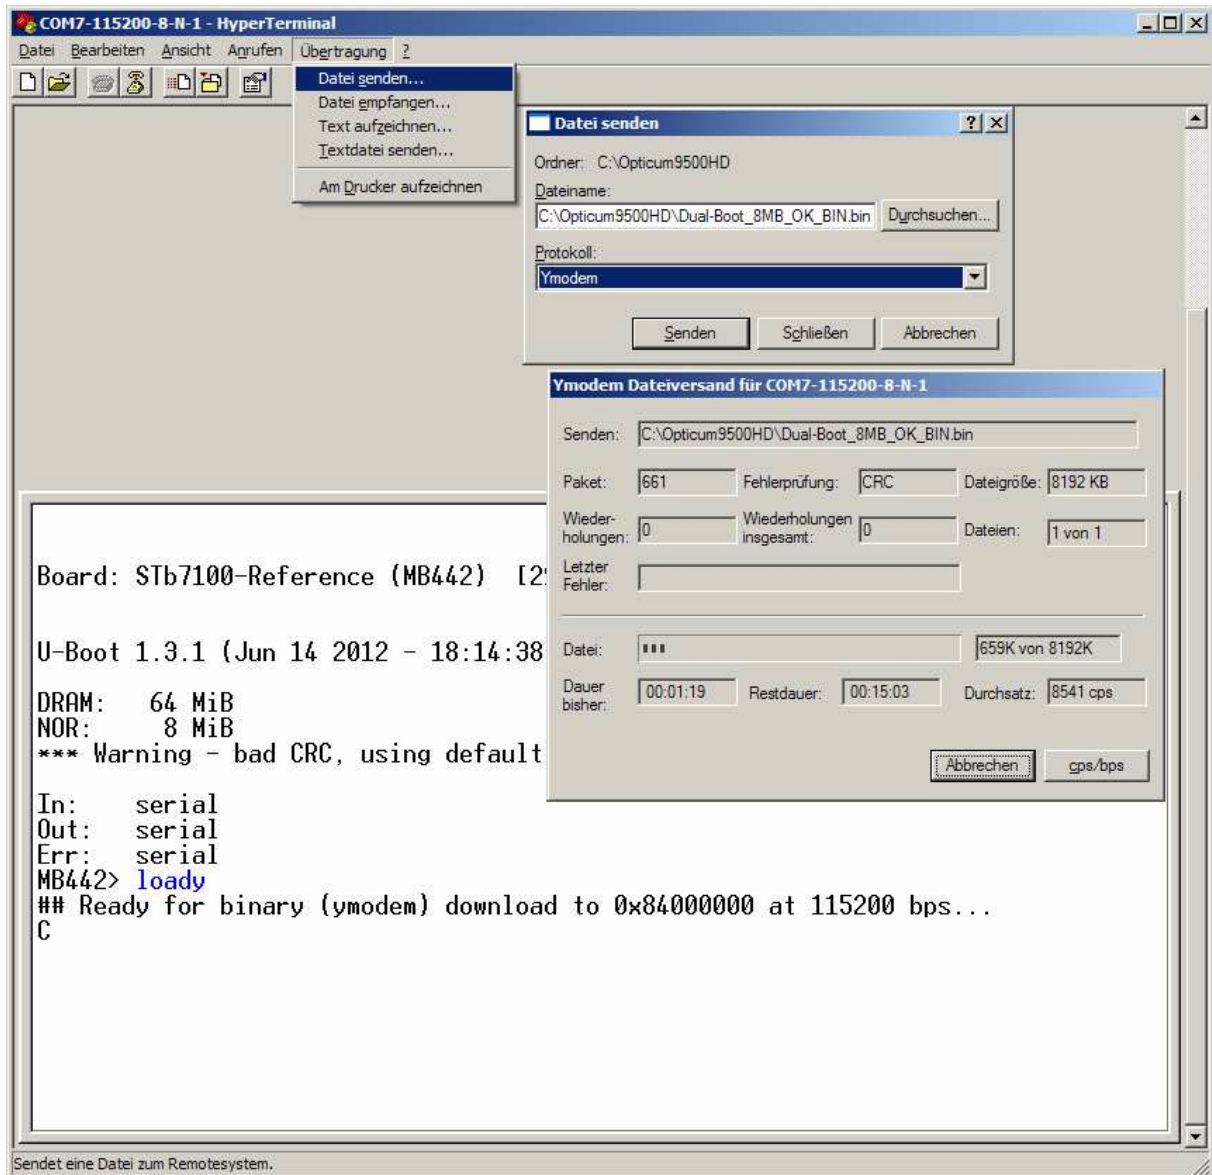 COM7-115200-8-N-1 - HyperTerminal
Datei Bearbeiten Ansicht Anrufen Übertragung ?
Datei senden...
Datei empfangen...
Text aufzeichnen...
Textdatei senden...
Am Drucker aufzeichnen
Datei senden
Ordner: C:\Opticum9500HD
Dateiname:
C:\Opticum9500HD\Dual-Boot_8MB_OK_BIN.bin Durchsuchen...
Protokoll:
Ymodem
Senden Schließen Abbrechen
Ymodem Dateiversand für COM7-115200-8-N-1
Senden: C:\Opticum9500HD\Dual-Boot_8MB_OK_BIN.bin
Paket: 661 Fehlerprüfung: CRC Dateigröße: 8192 KB
Wieder-
holungen: 0 Wiederholungen
insgesamt: 0 Dateien: 1 von 1
Letzter
Fehler:
Datei: 659K von 8192K
Dauer
bisher: 00:01:19 Restdauer: 00:15:03 Durchsatz: 8541 cps
Abbrechen cps/bps
Board: STb7100-Reference (MB442) [2
U-Boot 1.3.1 (Jun 14 2012 - 18:14:38
DRAM: 64 MiB
NOR: 8 MiB
*** Warning - bad CRC, using default
In: serial
Out: serial
Err: serial
MB442> loady
## Ready for binary (ymodem) download to 0x84000000 at 115200 bps...
C
Sendet eine Datei zum Remotesystem.